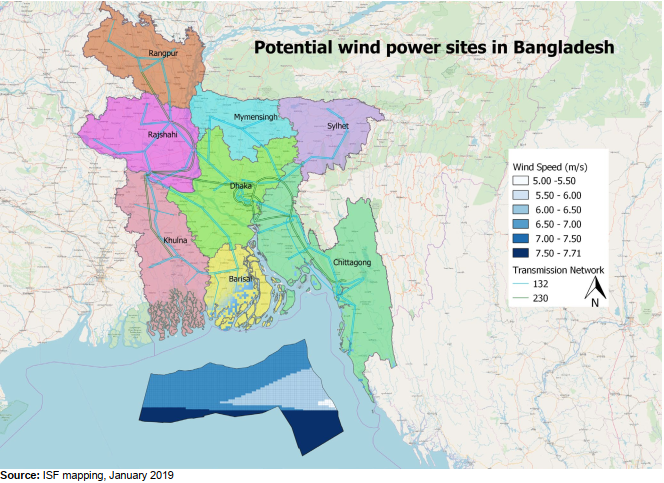 Potential wind power sites in Bangladesh
Rangpur
Mymensingh
Sylhet
Rajshahi
Dhaka
Khulna
Barisal
Chittagong
Wind Speed (m/s)
5.00 -5.50
5.50 - 6.00
6.00 - 6.50
6.50 - 7.00
7.00 - 7.50
7.50 - 7.71
Transmission Network
132
230
N
Source: ISF mapping, January 2019